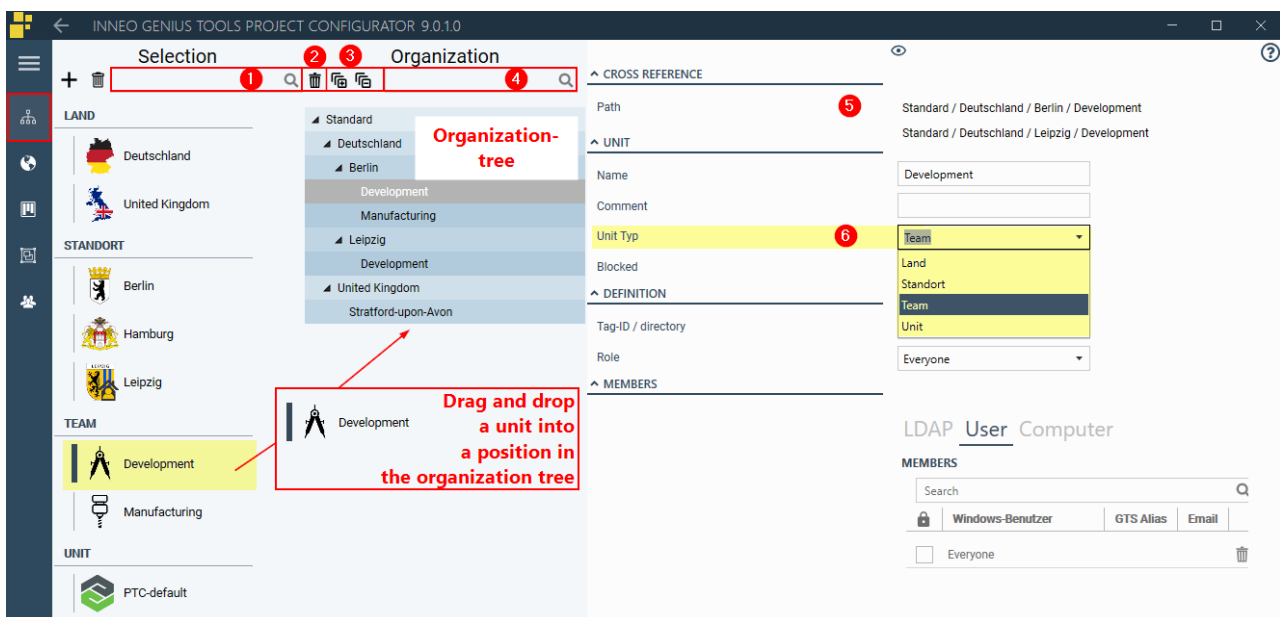 INNEO GENIUS TOOLS PROJECT CONFIGURATOR 9.0.1.0
Selection
1
2
3
Organization
4
LAND
Deutschland
United Kingdom
STANDORT
Berlin
Hamburg
Leipzig
TEAM
Development
Manufacturing
UNIT
PTC-default
Standard
Deutschland
Berlin
Development
Manufacturing
Leipzig
Development
United Kingdom
Stratford-upon-Avon
Organization-
tree
Development
Drag and drop
a unit into
a position in
the organization tree
CROSS REFERENCE
Path
5
Standard / Deutschland / Berlin / Development
Standard / Deutschland / Leipzig / Development
UNIT
Name
Development
Comment
Unit Typ
6
Team
Land
Standort
Team
Unit
Blocked
DEFINITION
Tag-ID / directory
Role
Everyone
MEMBERS
LDAP User Computer
MEMBERS
Search
Windows-Benutzer GTS Alias Email
Everyone